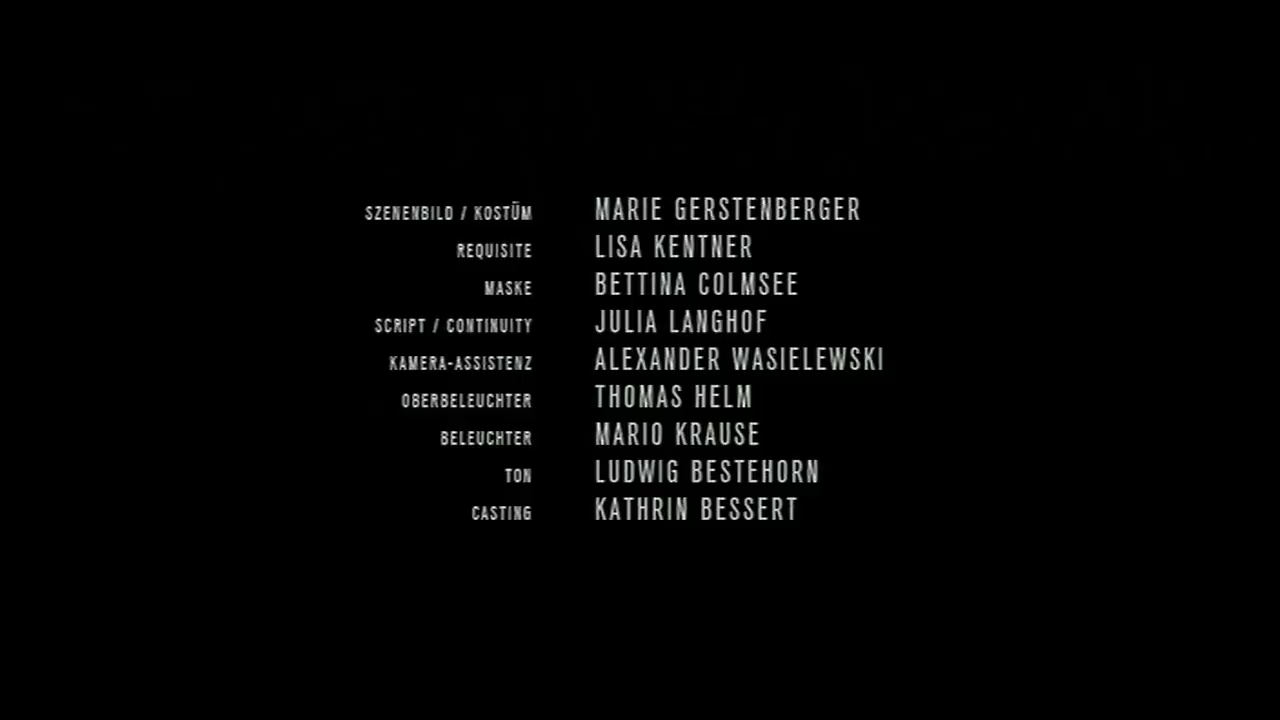 SZENENBILD / KOSTÜM MARIE GERSTENBERGER
REQUISITE LISA KENTNER
MASKE BETTINA COLMSEE
SCRIPT / CONTINUITY JULIA LANGHOF
KAMERA-ASSISTENZ ALEXANDER WASIELEWSKI
OBERBELEUCHTER THOMAS HELM
BELEUCHTER MARIO KRAUSE
TON LUDWIG BESTEHORN
CASTING KATHRIN BESSERT